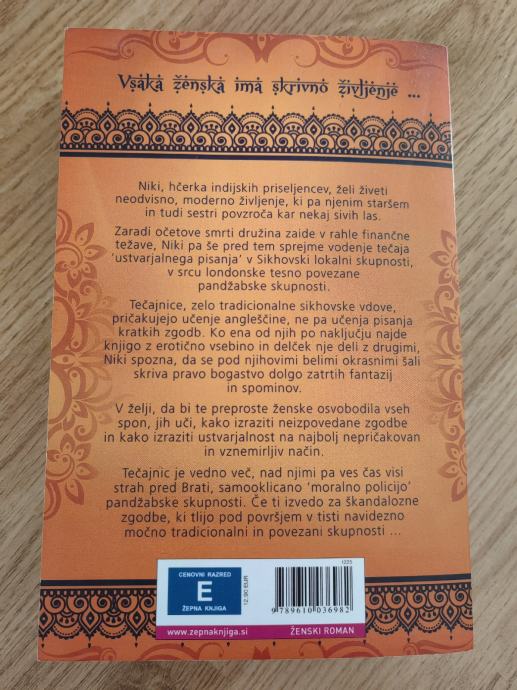 Vsaka ženska ima skrivno življenje ...
Niki, hčerka indijskih priseljencev, želi živeti
neodvisno, moderno življenje, ki pa njenim staršem
in tudi sestri povzroča kar nekaj sivih las.
Zaradi očetove smrti družina zaide v rahle finančne
težave, Niki pa še pred tem sprejme vodenje tečaja
'ustvarjalnega pisanja' v Sikhovski lokalni skupnosti,
v srcu londonske tesno povezane
pandžabske skupnosti.
Tečajnice, zelo tradicionalne sikhovske vdove,
pričakujejo učenje angleščine, ne pa učenja pisanja
kratkih zgodb. Ko ena od njih po naključju najde
knjigo z erotično vsebino in delček nje deli z drugimi,
Niki spozna, da se pod njihovimi belimi okrasnimi šali
skriva pravo bogastvo dolgo zatrtih fantazij
in spominov.
V želji, da bi te preproste ženske osvobodila vseh
spon, jih uči, kako izraziti neizpovedane zgodbe
in kako izraziti ustvarjalnost na najbolj nepričakovan
in vznemirljiv način.
Tečajnic je vedno več, nad njimi pa ves čas visi
strah pred Brati, samooklicano 'moralno policijo'
pandžabske skupnosti. Če ti izvedo za škandalozne
zgodbe, ki tlijo pod površjem v tisti navidezno
močno tradicionalni in povezani skupnosti ...
CENOVNI RAZRED
E
ŽEPNA KNJIGA
12,90 EUR
1225
9789610036982
www.zepnaknjiga.si
ŽENSKI ROMAN